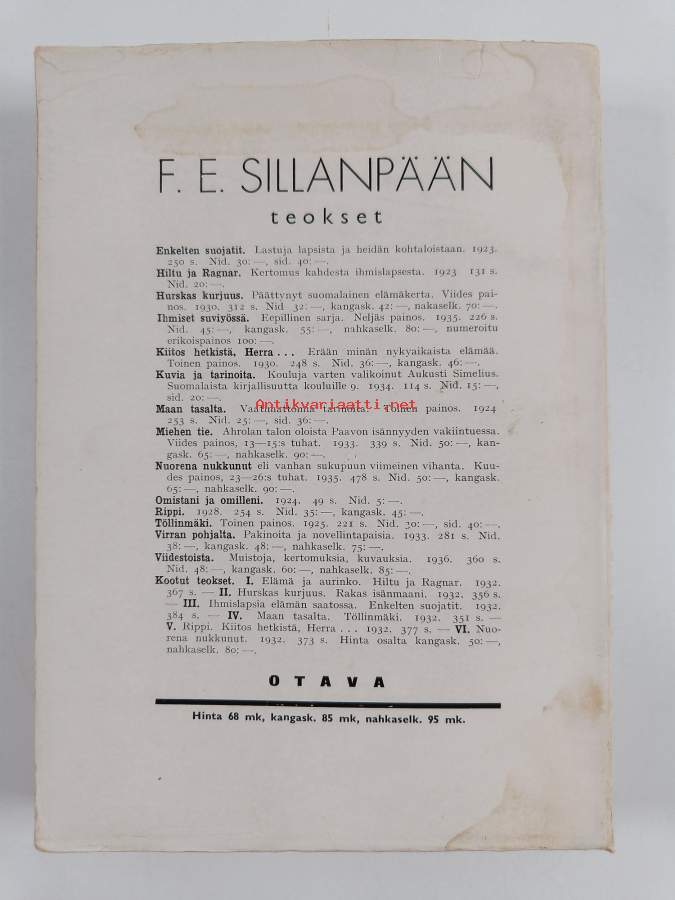 F. E. SILLANPÄÄN
teokset
Enkelten suojatit. Lastuja lapsista ja heidän kohtaloistaan. 1923.
250 s. Nid. 30:—, sid. 40:—.
Hiltu ja Ragnar. Kertomus kahdesta ihmislapsesta. 1923 131 s.
Nid. 20:—.
Hurskas kurjuus. Päättynyt suomalainen elämäkerta. Viides pai-
nos. 1930. 312 s. Nid 32:—, kangask. 42:—, nakaselk. 70:—.
Ihmiset suviyössä. Eepillinen sarja. Neljäs painos. 1935. 226 s.
Nid. 45:—, kangask. 55:—, nahkaselk. 80:—, numeroitu
erikoispainos 100:—.
Kiitos hetkistä, Herra... Erään minän nykyaikaista elämää.
Toinen painos. 1930. 248 s. Nid. 36:—, kangask. 46:—.
Kuvia ja tarinoita. Kouluja varten valikoinut Aukusti Simelius.
Suomalaista kirjallisuutta kouluille 9. 1934. 114 s. Nid. 15:—,
sid. 20:—.
Antikvariaatti.net
Maan tasalta. Vaatimattomia tarinoita. Toinen painos. 1924
253 s. Nid. 25:—, sid. 36:—.
Miehen tie. Ahrolan talon oloista Paavon isännyyden vakiintuessa.
Viides painos, 13—15:s tuhat. 1933. 339 s. Nid. 50:—, kan-
gask. 65:—, nahkaselk. 90:—.
Nuorena nukkunut eli vanhan sukupuun viimeinen vihanta. Kuu-
des painos, 23—26:s tuhat. 1935. 478 s. Nid. 50:—, kangask.
65:—, nahkaselk. 90:—.
Omistani ja omilleni. 1924. 49 s. Nid. 5:—.
Rippi. 1928. 254 s. Nid. 35:—, kangask. 45:—.
Töllinmäki. Toinen painos. 1925. 221 s. Nid. 30:—, sid. 40:—.
Virran pohjalta. Pakinoita ja novellintapaisia. 1933. 281 s. Nid.
38:—, kangask. 48:—, nahkaselk. 75:—.
Viidestoista. Muistoja, kertomuksia, kuvauksia. 1936. 360 s.
Nid. 48:—, kangask. 60:—, nahkaselk. 85:—.
Kootut teokset. I. Elämä ja aurinko. Hiltu ja Ragnar. 1932.
367 s. — II. Hurskas kurjuus. Rakas isänmaani. 1932. 356 s.
— III. Ihmislapsia elämän saatossa. Enkelten suojatit. 1932.
384 s. — IV. Maan tasalta. Töllinmäki. 1932. 351 s. —
V. Rippi. Kiitos hetkistä, Herra... 1932. 377 s. — VI. Nuo-
rena nukkunut. 1932. 373 s. Hinta osalta kangask. 50:—,
nahkaselk. 80:—.
OTAVA
Hinta 68 mk, kangask. 85 mk, nahkaselk. 95 mk.